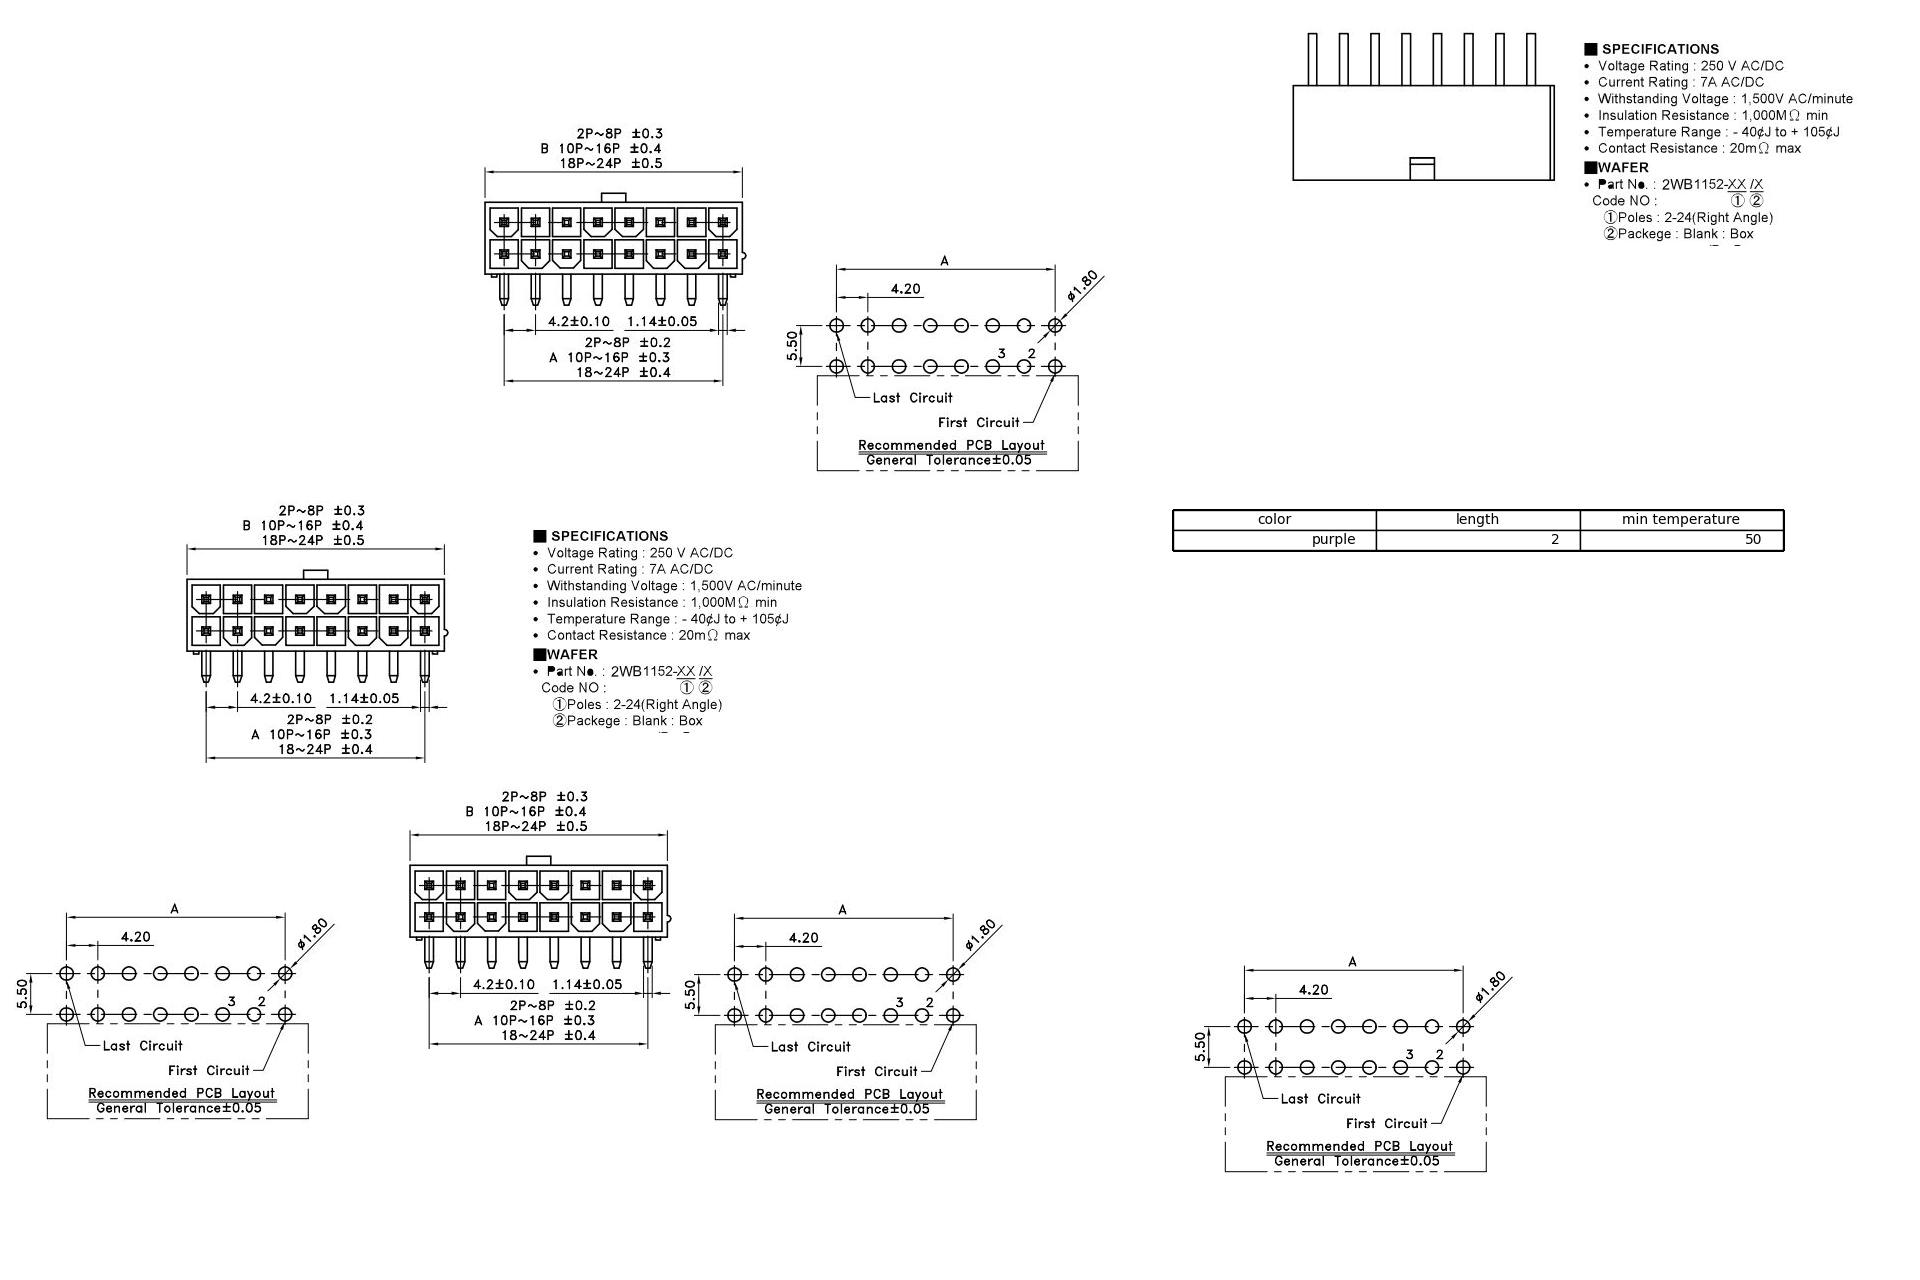 ■ SPECIFICATIONS
• Voltage Rating : 250 V AC/DC
• Current Rating : 7A AC/DC
• Withstanding Voltage : 1,500V AC/minute
• Insulation Resistance : 1,000MΩ min
• Temperature Range : - 40¢J to + 105¢J
• Contact Resistance : 20mΩ max
■WAFER
• Part No. : 2WB1152-XX /X
Code NO : ① ②
①Poles : 2-24(Right Angle)
②Packege : Blank : Box
2P~8P ±0.3
B 10P~16P ±0.4
18P~24P ±0.5
4.2±0.10 1.14±0.05
2P~8P ±0.2
A 10P~16P ±0.3
18~24P ±0.4
A
4.20
ø1.80
5.50
3 2
Last Circuit
First Circuit
Recommended PCB Layout
General Tolerance±0.05
color length min temperature
purple 2 50
2P~8P ±0.3
B 10P~16P ±0.4
18P~24P ±0.5
4.2±0.10 1.14±0.05
2P~8P ±0.2
A 10P~16P ±0.3
18~24P ±0.4
■ SPECIFICATIONS
• Voltage Rating : 250 V AC/DC
• Current Rating : 7A AC/DC
• Withstanding Voltage : 1,500V AC/minute
• Insulation Resistance : 1,000MΩ min
• Temperature Range : - 40¢J to + 105¢J
• Contact Resistance : 20mΩ max
■WAFER
• Part No. : 2WB1152-XX /X
Code NO : ① ②
①Poles : 2-24(Right Angle)
②Packege : Blank : Box
2P~8P ±0.3
B 10P~16P ±0.4
18P~24P ±0.5
4.2±0.10 1.14±0.05
2P~8P ±0.2
A 10P~16P ±0.3
18~24P ±0.4
A
4.20
ø1.80
5.50
3 2
Last Circuit
First Circuit
Recommended PCB Layout
General Tolerance±0.05
A
4.20
ø1.80
5.50
3 2
Last Circuit
First Circuit
Recommended PCB Layout
General Tolerance±0.05
A
4.20
ø1.80
5.50
3 2
Last Circuit
First Circuit
Recommended PCB Layout
General Tolerance±0.05